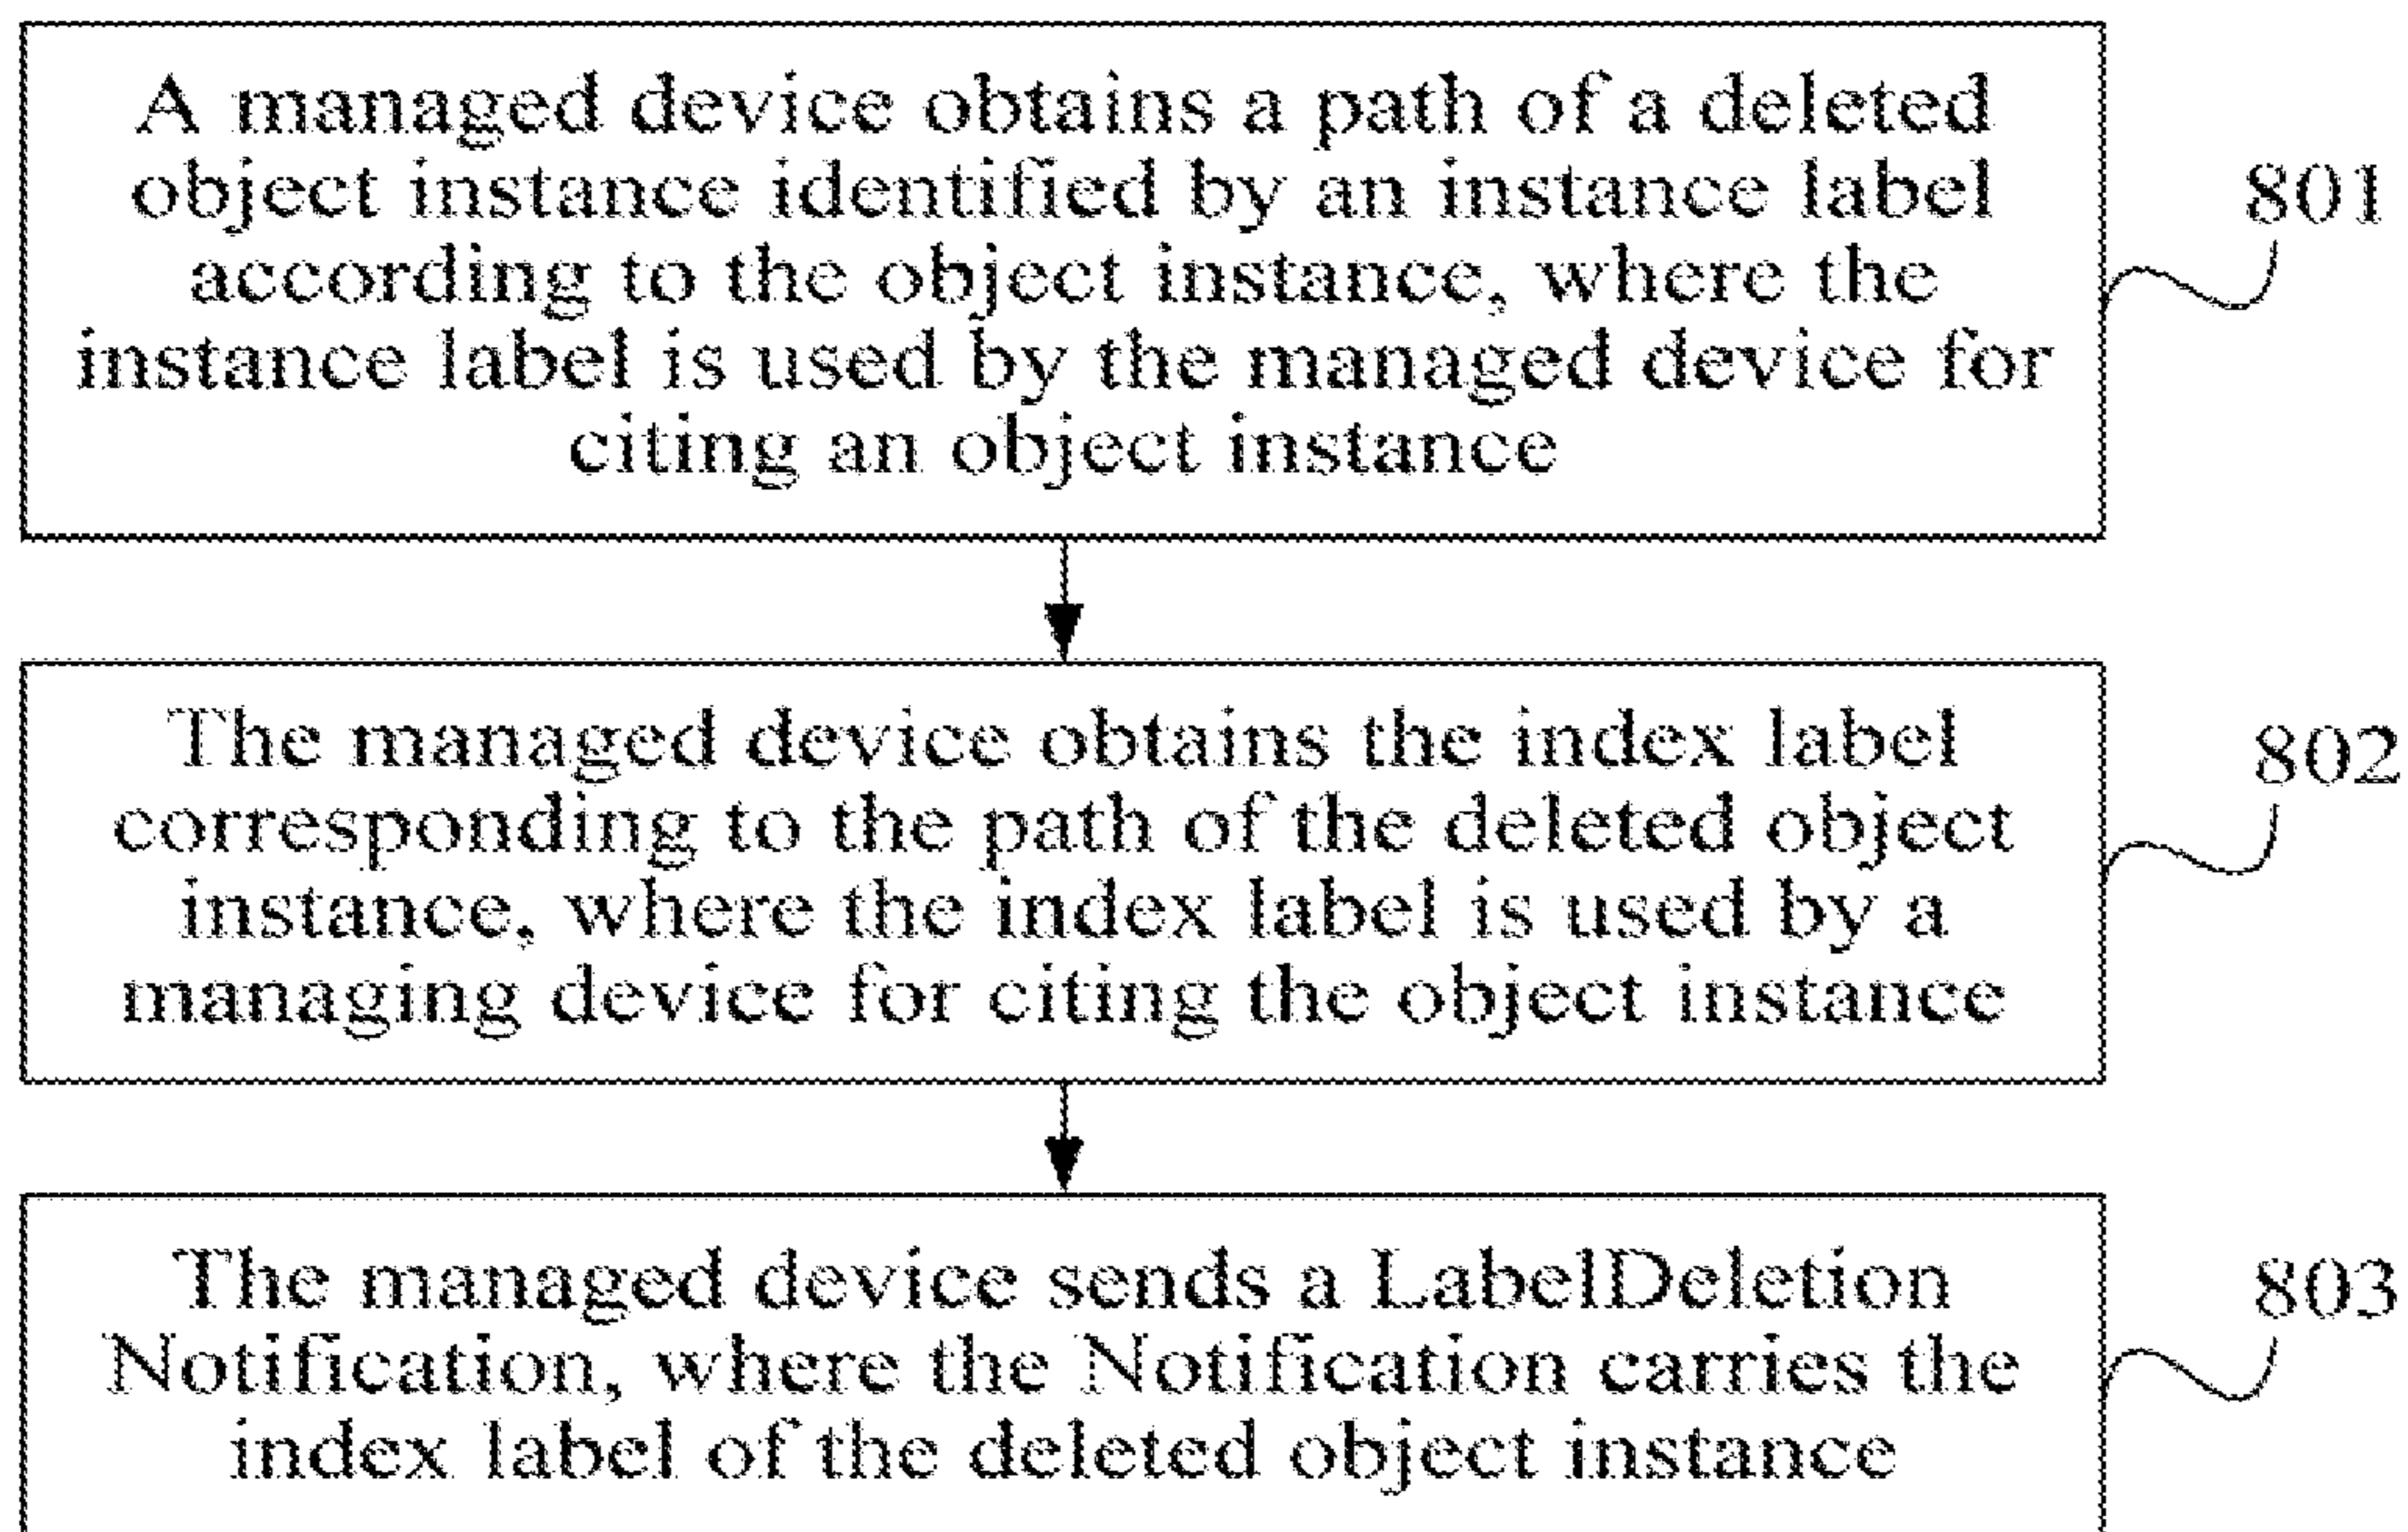 A managed device obtains a path of a deleted
object instance identified by an instance label
according to the object instance, where the
instance label is used by the managed device for
citing an object instance
801
The managed device obtains the index label
corresponding to the path of the deleted object
instance, where the index label is used by a
managing device for citing the object instance
802
The managed device sends a LabelDeletion
Notification, where the Notification carries the
index label of the deleted object instance
803